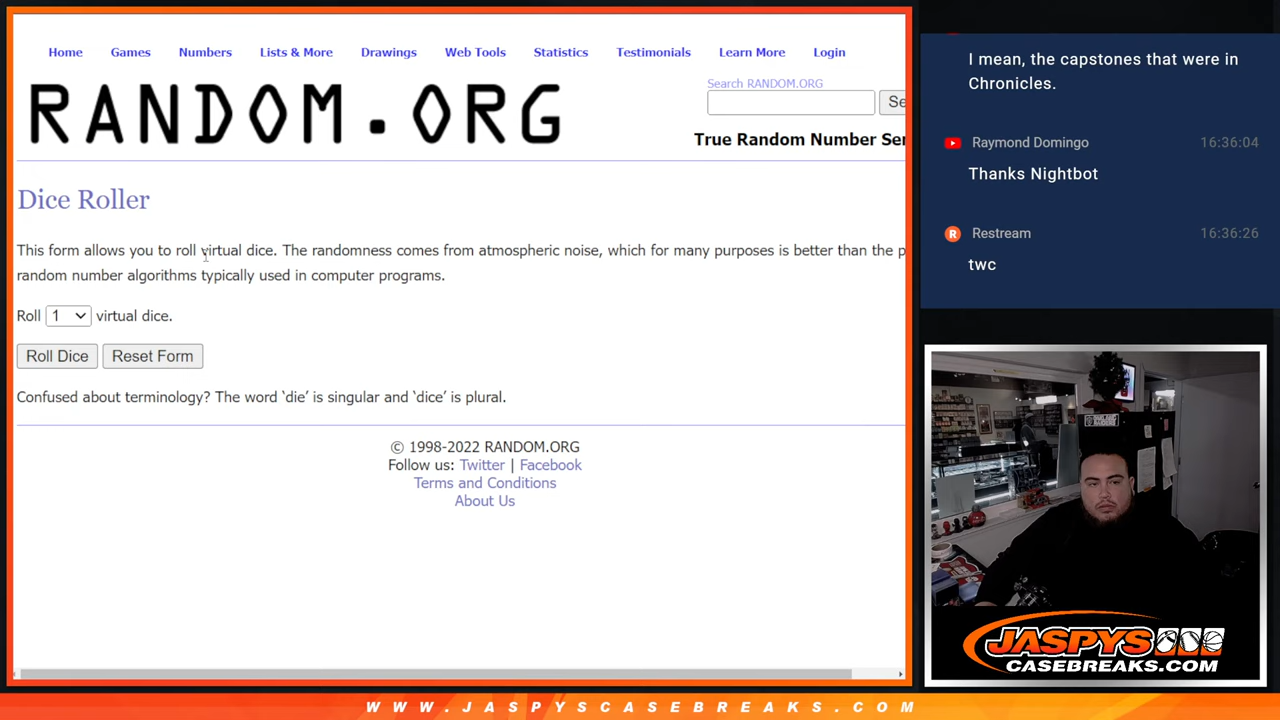 Home Games Numbers Lists & More Drawings Web Tools Statistics Testimonials Learn More Login
RANDOM.ORG
Search RANDOM.ORG
Se
True Random Number Ser
Dice Roller
This form allows you to roll virtual dice. The randomness comes from atmospheric noise, which for many purposes is better than the p
random number algorithms typically used in computer programs.
Roll 1 virtual dice.
Roll Dice Reset Form
Confused about terminology? The word ‘die’ is singular and ‘dice’ is plural.
© 1998-2022 RANDOM.ORG
Follow us: Twitter | Facebook
Terms and Conditions
About Us
I mean, the capstones that were in
Chronicles.
Raymond Domingo 16:36:04
Thanks Nightbot
Restream 16:36:26
twc
JASPYS
CASEBREAKS.COM
WWW.JASPYSCASEBREAKS.COM